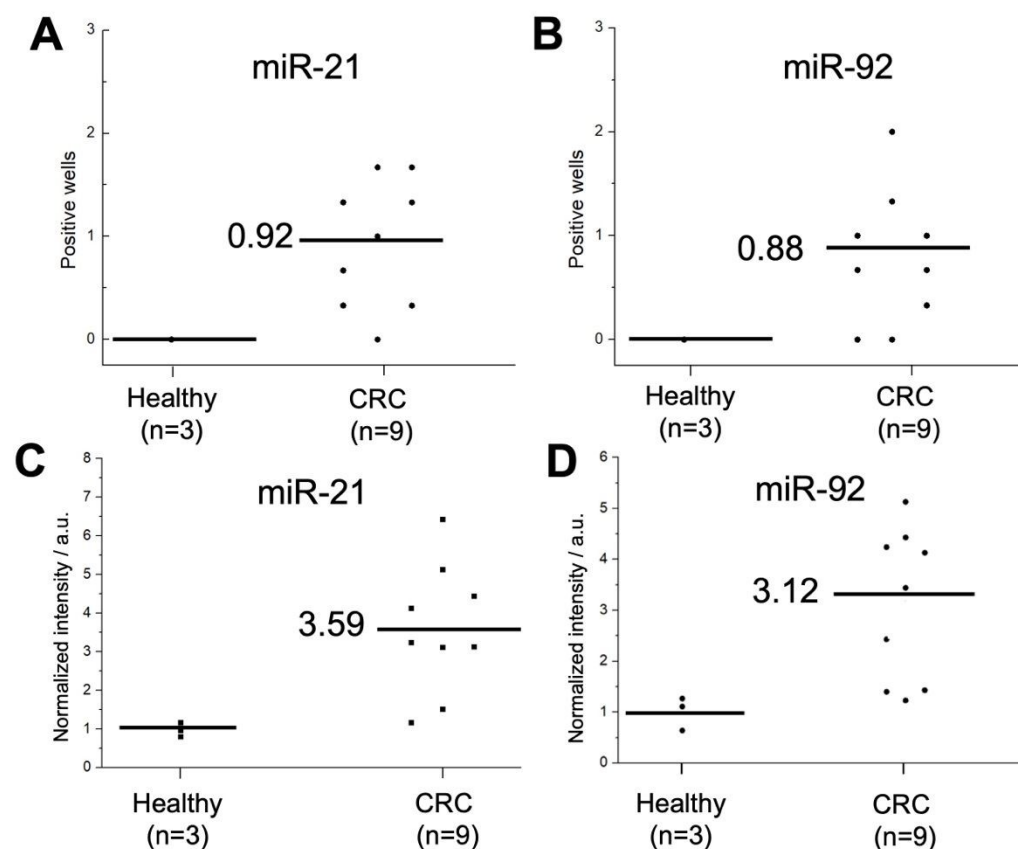 A
miR-21
Positive wells
3
2
1
0
0.92
Healthy
(n=3)
CRC
(n=9)
B
miR-92
Positive wells
3
2
1
0
0.88
Healthy
(n=3)
CRC
(n=9)
C
miR-21
Normalized intensity / a.u.
8
7
6
5
4
3
2
1
0
3.59
Healthy
(n=3)
CRC
(n=9)
D
miR-92
Normalized intensity / a.u.
6
5
4
3
2
1
0
3.12
Healthy
(n=3)
CRC
(n=9)